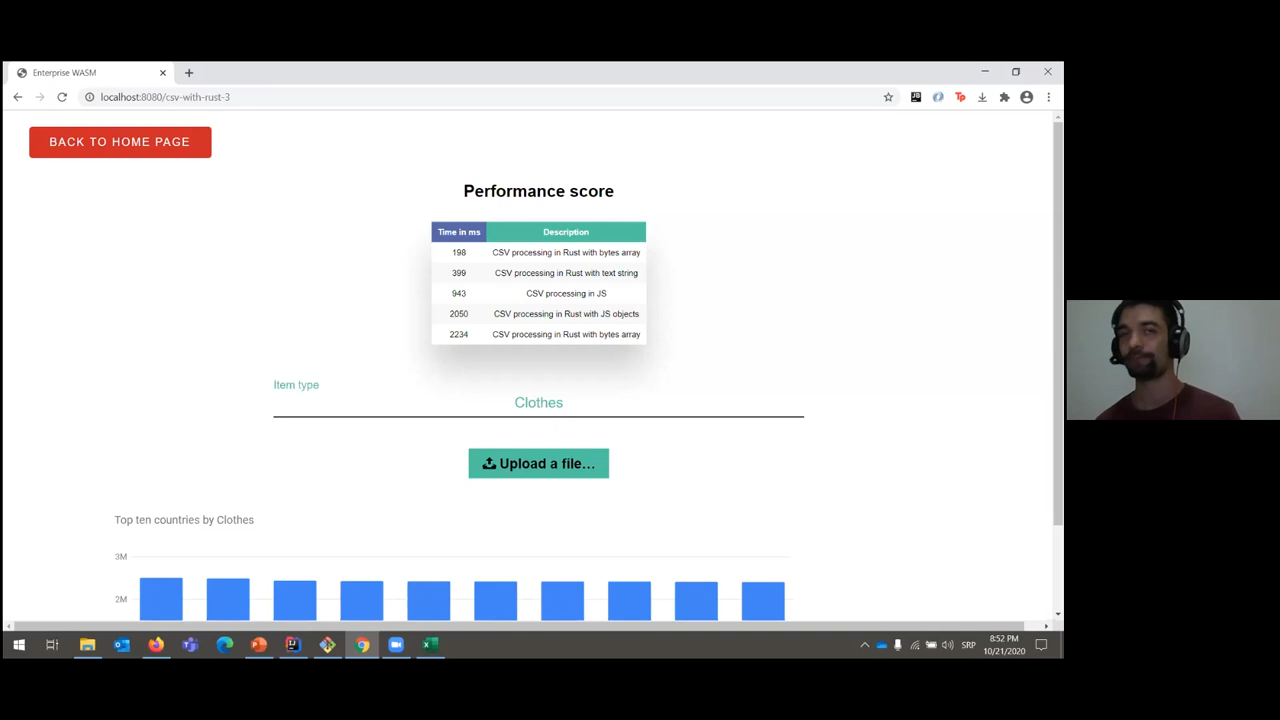 Enterprise WASM
localhost:8080/csv-with-rust-3
BACK TO HOME PAGE
Performance score
Time in ms Description
198 CSV processing in Rust with bytes array
399 CSV processing in Rust with text string
943 CSV processing in JS
2050 CSV processing in Rust with JS objects
2234 CSV processing in Rust with bytes array
Item type
Clothes
Upload a file...
Top ten countries by Clothes
3M
2M
SRP
8:52 PM
10/21/2020